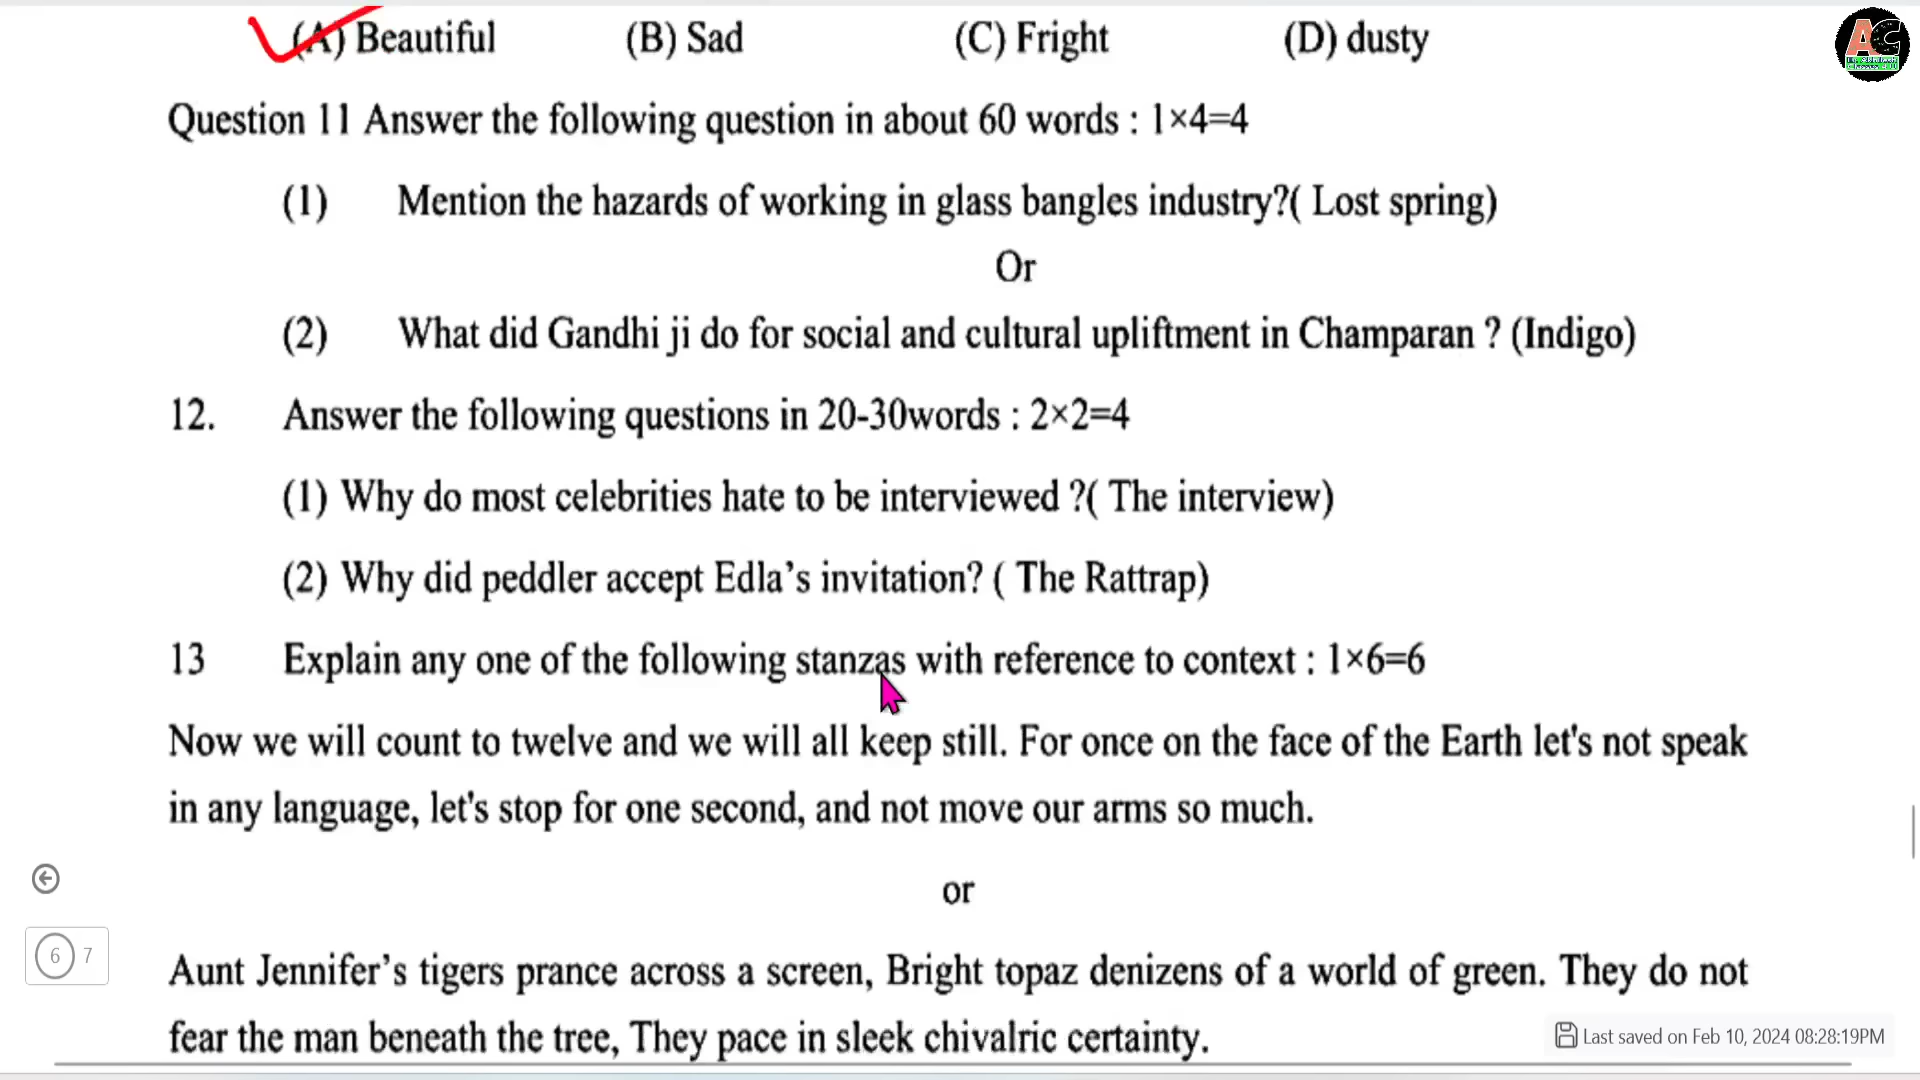 (A) Beautiful (B) Sad (C) Fright (D) dusty
AC
Question 11 Answer the following question in about 60 words : 1×4=4
(1) Mention the hazards of working in glass bangles industry?( Lost spring)
Or
(2) What did Gandhi ji do for social and cultural upliftment in Champaran ? (Indigo)
12. Answer the following questions in 20-30words : 2×2=4
(1) Why do most celebrities hate to be interviewed ?( The interview)
(2) Why did peddler accept Edla’s invitation? ( The Rattrap)
13 Explain any one of the following stanzas with reference to context : 1×6=6
Now we will count to twelve and we will all keep still. For once on the face of the Earth let's not speak
in any language, let's stop for one second, and not move our arms so much.
or
6 7
Aunt Jennifer’s tigers prance across a screen, Bright topaz denizens of a world of green. They do not
fear the man beneath the tree, They pace in sleek chivalric certainty.
Last saved on Feb 10, 2024 08:28:19PM